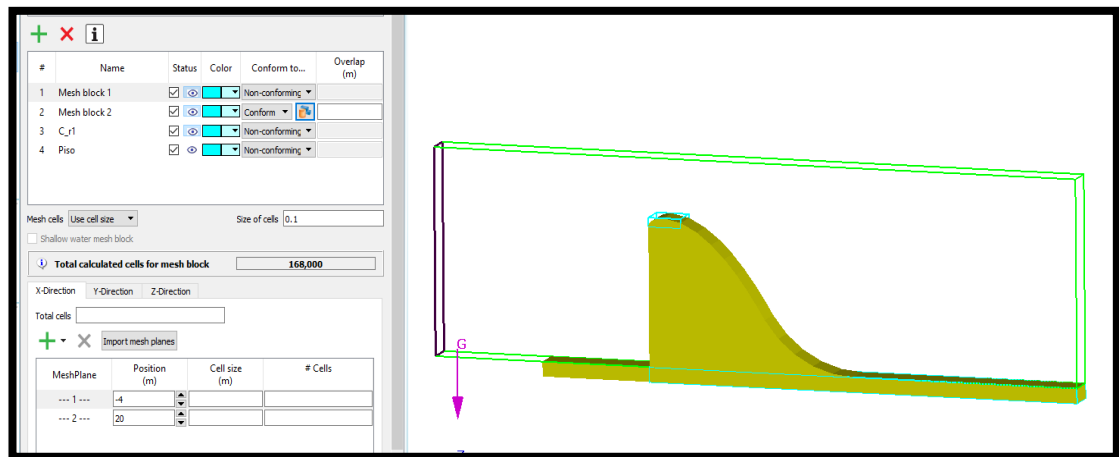 # Name Status Color Conform to... Overlap (m)
1 Mesh block 1 Non-conforming
2 Mesh block 2 Conform
3 C_r1 Non-conforming
4 Piso Non-conforming
Mesh cells Use cell size Size of cells 0.1
Shallow water mesh block
Total calculated cells for mesh block 168,000
X-Direction Y-Direction Z-Direction
Total cells
Import mesh planes
MeshPlane Position (m) Cell size (m) # Cells
--- 1 --- -4
--- 2 --- 20
G